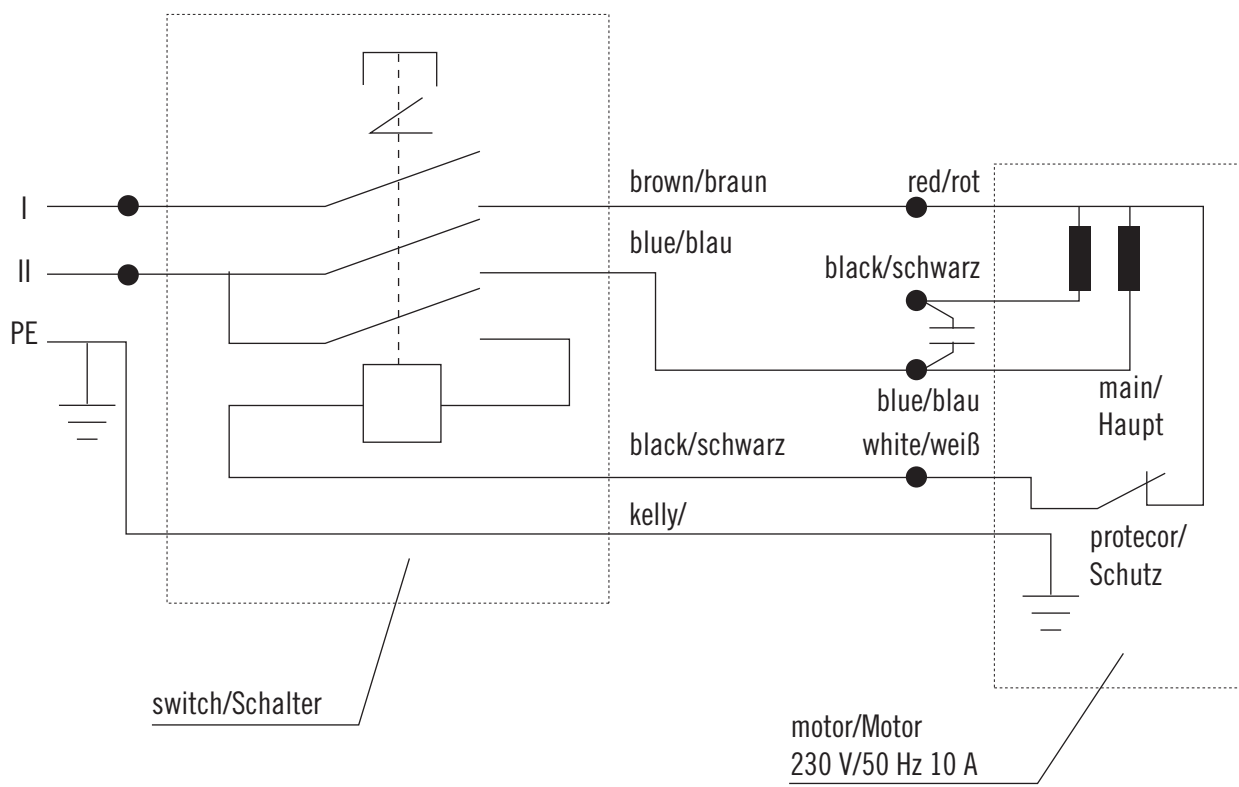 I
II
PE
brown/braun
red/rot
blue/blau
black/schwarz
blue/blau
main/
Haupt
black/schwarz
white/weiß
kelly/
protecor/
Schutz
switch/Schalter
motor/Motor
230 V/50 Hz 10 A